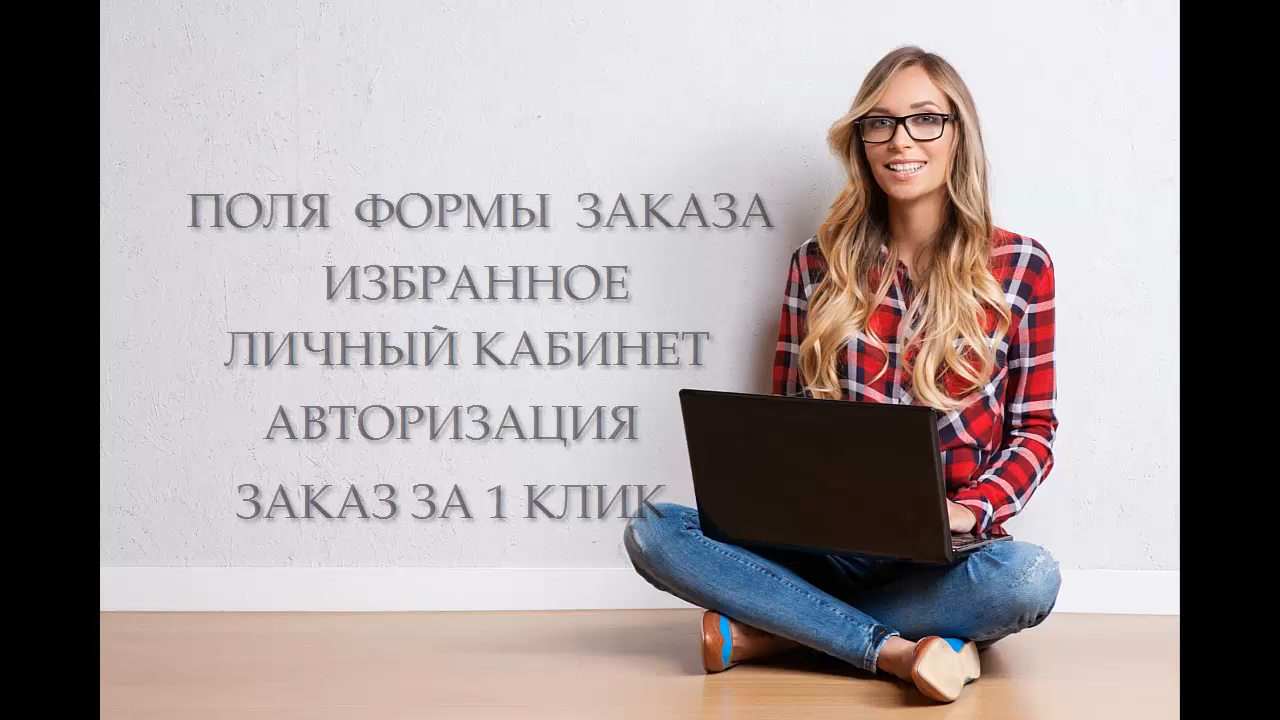 ПОЛЯ ФОРМЫ ЗАКАЗА
ИЗБРАННОЕ
ЛИЧНЫЙ КАБИНЕТ
АВТОРИЗАЦИЯ
ЗАКАЗ ЗА 1 КЛИК